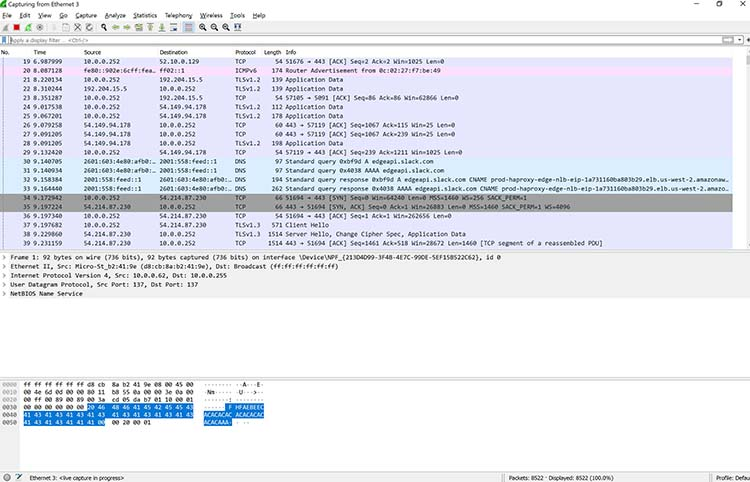 Capturing from Ethernet 3
File Edit View Go Capture Analyze Statistics Telephony Wireless Tools Help
Apply a display filter ... <Ctrl-/>
No. Time Source Destination Protocol Length Info
19 6.987999 10.0.0.252 52.10.0.129 TCP 54 51676 → 443 [ACK] Seq=2 Ack=2 Win=1025 Len=0
20 8.087128 fe80::902e:6cff:fea… ff02::1 ICMPv6 174 Router Advertisement from 0c:02:27:f7:be:49
21 8.220134 10.0.0.252 192.204.15.5 TLSv1.2 139 Application Data
22 8.310244 192.204.15.5 10.0.0.252 TLSv1.2 139 Application Data
23 8.351297 10.0.0.252 192.204.15.5 TCP 54 57105 → 5091 [ACK] Seq=86 Ack=86 Win=62866 Len=0
24 9.017538 10.0.0.252 54.149.94.178 TLSv1.2 112 Application Data
25 9.067201 10.0.0.252 54.149.94.178 TLSv1.2 178 Application Data
26 9.079258 54.149.94.178 10.0.0.252 TCP 60 443 → 57119 [ACK] Seq=1067 Ack=115 Win=25 Len=0
27 9.091205 54.149.94.178 10.0.0.252 TCP 60 443 → 57119 [ACK] Seq=1067 Ack=239 Win=25 Len=0
28 9.091205 54.149.94.178 10.0.0.252 TLSv1.2 198 Application Data
29 9.132420 10.0.0.252 54.149.94.178 TCP 54 57119 → 443 [ACK] Seq=239 Ack=1211 Win=1025 Len=0
30 9.140705 2601:603:4e80:afb0:… 2001:558:feed::1 DNS 97 Standard query 0xbf9d A edgeapi.slack.com
31 9.140934 2601:603:4e80:afb0:… 2001:558:feed::1 DNS 97 Standard query 0x4038 AAAA edgeapi.slack.com
32 9.158384 2001:558:feed::1 2601:603:4e80:afb0:… DNS 194 Standard query response 0xbf9d A edgeapi.slack.com CNAME prod-haproxy-edge-nlb-eip-1a731160ba803b29.elb.us-west-2.amazonaw…
33 9.164440 2001:558:feed::1 2601:603:4e80:afb0:… DNS 262 Standard query response 0x4038 AAAA edgeapi.slack.com CNAME prod-haproxy-edge-nlb-eip-1a731160ba803b29.elb.us-west-2.amazo…
34 9.172942 10.0.0.252 54.214.87.230 TCP 66 51694 → 443 [SYN] Seq=0 Win=64240 Len=0 MSS=1460 WS=256 SACK_PERM=1
35 9.197224 54.214.87.230 10.0.0.252 TCP 66 443 → 51694 [SYN, ACK] Seq=0 Ack=1 Win=26883 Len=0 MSS=1460 SACK_PERM=1 WS=4096
36 9.197340 10.0.0.252 54.214.87.230 TCP 54 51694 → 443 [ACK] Seq=1 Ack=1 Win=262656 Len=0
37 9.197682 10.0.0.252 54.214.87.230 TLSv1.3 571 Client Hello
38 9.229860 54.214.87.230 10.0.0.252 TLSv1.3 1514 Server Hello, Change Cipher Spec, Application Data
39 9.231159 54.214.87.230 10.0.0.252 TCP 1514 443 → 51694 [ACK] Seq=1461 Ack=518 Win=28672 Len=1460 [TCP segment of a reassembled PDU]
Frame 1: 92 bytes on wire (736 bits), 92 bytes captured (736 bits) on interface \Device\NPF_{213D4D99-3F4B-4E7C-99DE-5EF15B522C62}, id 0
Ethernet II, Src: Micro-St_b2:41:9e (d8:cb:8a:b2:41:9e), Dst: Broadcast (ff:ff:ff:ff:ff:ff)
Internet Protocol Version 4, Src: 10.0.0.62, Dst: 10.0.0.255
User Datagram Protocol, Src Port: 137, Dst Port: 137
NetBIOS Name Service
0000 ff ff ff ff ff ff d8 cb 8a b2 41 9e 08 00 45 00 ········ ··A···E·
0010 00 4e 6d 0d 00 00 80 11 b8 55 0a 00 00 3e 0a 00 ·Nm····· ·U···>··
0020 00 ff 00 89 00 89 00 3a cd 05 da b7 01 10 00 01 ·······: ········
0030 00 00 00 00 00 00 20 46 48 46 41 45 42 45 45 43 ······ F HFAEBEEC
0040 41 43 41 43 41 43 41 43 41 43 41 43 41 43 41 43 ACACACAC ACACACAC
0050 41 43 41 43 41 41 41 00 00 20 00 01 ACACAAA· · ··
Ethernet 3: <live capture in progress>
Packets: 8522 · Displayed: 8522 (100.0%)
Profile: Defau